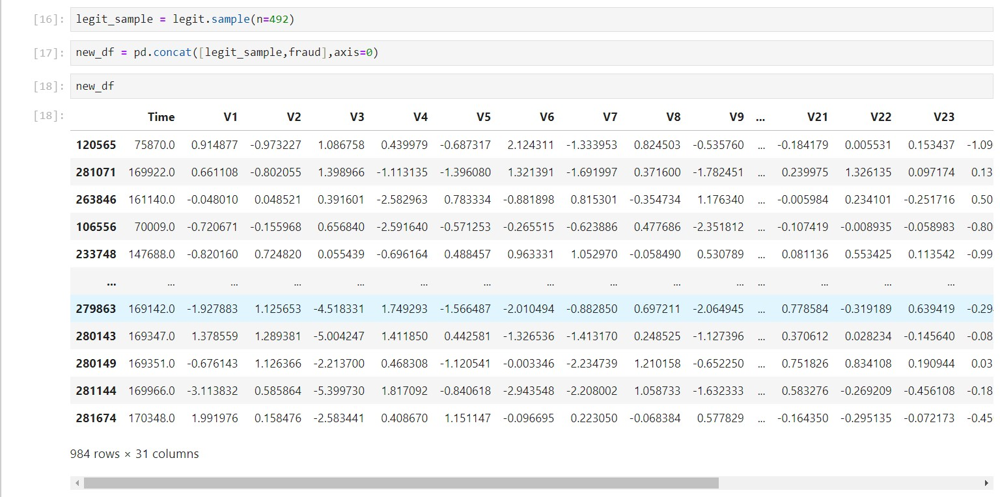 [16]: legit_sample = legit.sample(n=492)
[17]: new_df = pd.concat([legit_sample,fraud],axis=0)
[18]: new_df
[18]: Time V1 V2 V3 V4 V5 V6 V7 V8 V9 ... V21 V22 V23
120565 75870.0 0.914877 -0.973227 1.086758 0.439979 -0.687317 2.124311 -1.333953 0.824503 -0.535760 ... -0.184179 0.005531 0.153437 -1.09
281071 169922.0 0.661108 -0.802055 1.398966 -1.113135 -1.396080 1.321391 -1.691997 0.371600 -1.782451 ... 0.239975 1.326135 0.097174 0.13
263846 161140.0 -0.048010 0.048521 0.391601 -2.582963 0.783334 -0.881898 0.815301 -0.354734 1.176340 ... -0.005984 0.234101 -0.251716 0.50
106556 70009.0 -0.720671 -0.155968 0.656840 -2.591640 -0.571253 -0.265515 -0.623886 0.477686 -2.351812 ... -0.107419 -0.008935 -0.058983 -0.80
233748 147688.0 -0.820160 0.724820 0.055439 -0.696164 0.488457 0.963331 1.052970 -0.058490 0.530789 ... 0.081136 0.553425 0.113542 -0.99
... ... ... ... ... ... ... ... ... ... ... ... ... ... ...
279863 169142.0 -1.927883 1.125653 -4.518331 1.749293 -1.566487 -2.010494 -0.882850 0.697211 -2.064945 ... 0.778584 -0.319189 0.639419 -0.29
280143 169347.0 1.378559 1.289381 -5.004247 1.411850 0.442581 -1.326536 -1.413170 0.248525 -1.127396 ... 0.370612 0.028234 -0.145640 -0.08
280149 169351.0 -0.676143 1.126366 -2.213700 0.468308 -1.120541 -0.003346 -2.234739 1.210158 -0.652250 ... 0.751826 0.834108 0.190944 0.03
281144 169966.0 -3.113832 0.585864 -5.399730 1.817092 -0.840618 -2.943548 -2.208002 1.058733 -1.632333 ... 0.583276 -0.269209 -0.456108 -0.18
281674 170348.0 1.991976 0.158476 -2.583441 0.408670 1.151147 -0.096695 0.223050 -0.068384 0.577829 ... -0.164350 -0.295135 -0.072173 -0.45
984 rows × 31 columns